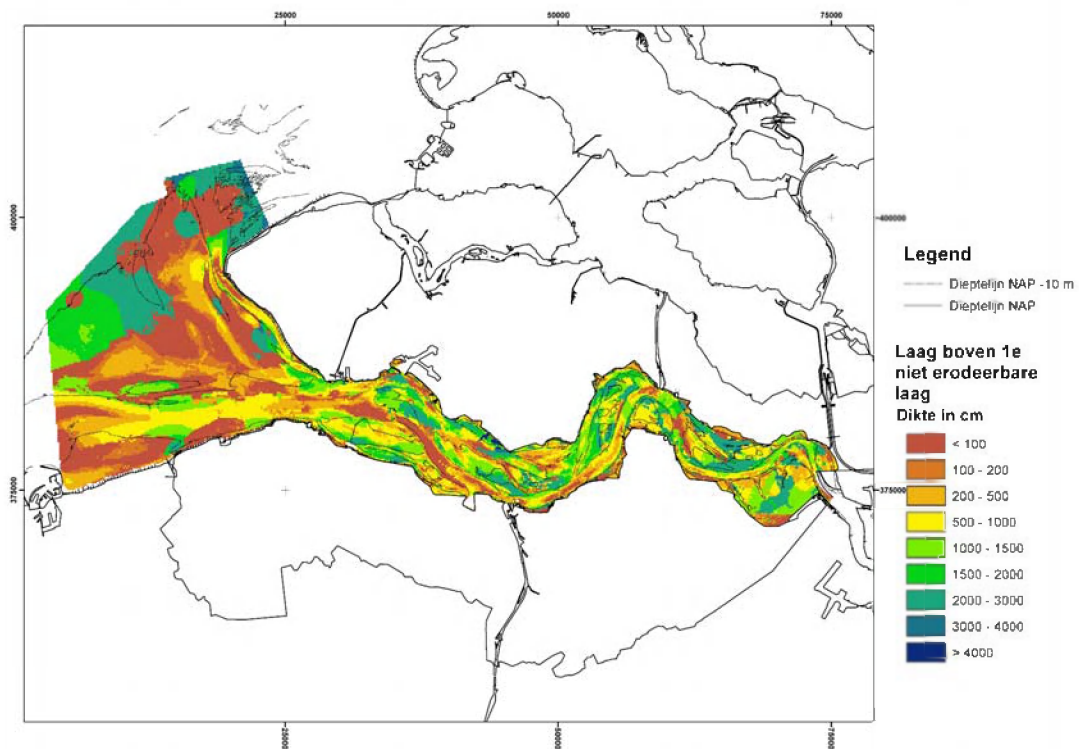 25000 50000 75000
400000 400000
375000 375000
25000 50000 75000
Legend
Dieptelijn NAP -10 m
Dieptelijn NAP
Laag boven 1e
niet erodeerbare
laag
Dikte in cm
< 100
100 - 200
200 - 500
500 - 1000
1000 - 1500
1500 - 2000
2000 - 3000
3000 - 4000
> 4000